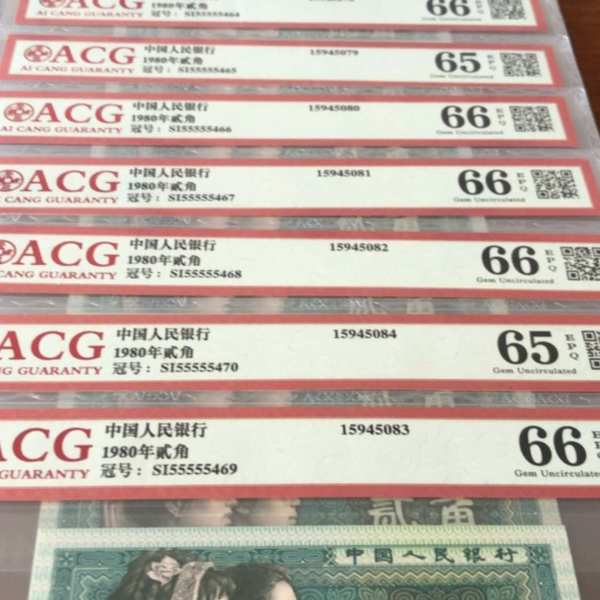 1980年贰角
冠号：SI55555464
66
ACG
AI CANG GUARANTY
中国人民银行
1980年贰角
冠号：SI55555465
15945079
65 EPQ
Gem Uncirculated
ACG
AI CANG GUARANTY
中国人民银行
1980年贰角
冠号：SI55555466
15945080
66 EPQ
Gem Uncirculated
ACG
CANG GUARANTY
中国人民银行
1980年贰角
冠号：SI55555467
15945081
66 EPQ
Gem Uncirculated
ACG
CANG GUARANTY
中国人民银行
1980年贰角
冠号：SI55555468
15945082
66 EPQ
Gem Uncirculated
ACG
NG GUARANTY
中国人民银行
1980年贰角
冠号：SI55555470
15945084
65 EPQ
Gem Uncirculated
ACG
GUARANTY
中国人民银行
1980年贰角
冠号：SI55555469
15945083
66
Gem Uncirculated
贰角
中国人民银行